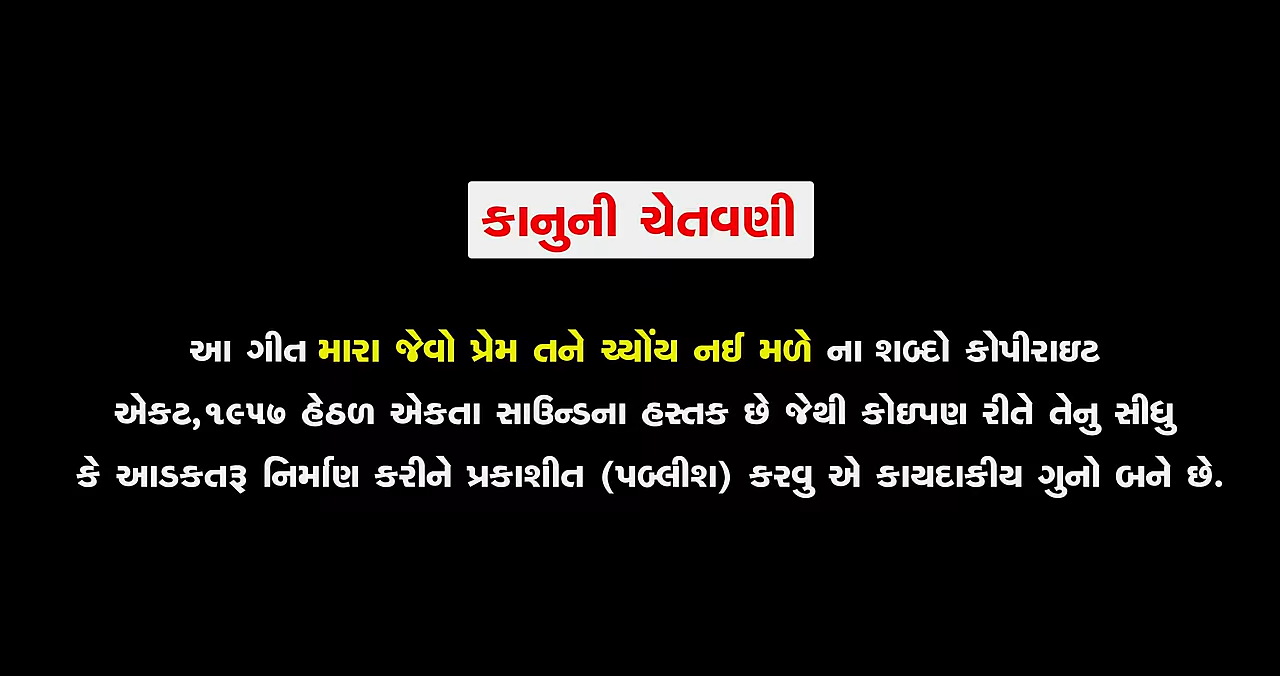 કાનુની ચેતવણી
આ ગીત મારા જેવો પ્રેમ તને ચ્યોંય નઈ મળે ના શબ્દો કોપીરાઇટ
એકટ,૧૯૫૭ હેઠળ એકતા સાઉન્ડના હસ્તક છે જેથી કોઇપણ રીતે તેનુ સીધુ
કે આડકતરૂ નિર્માણ કરીને પ્રકાશીત (પબ્લીશ) કરવુ એ કાયદાકીય ગુનો બને છે.